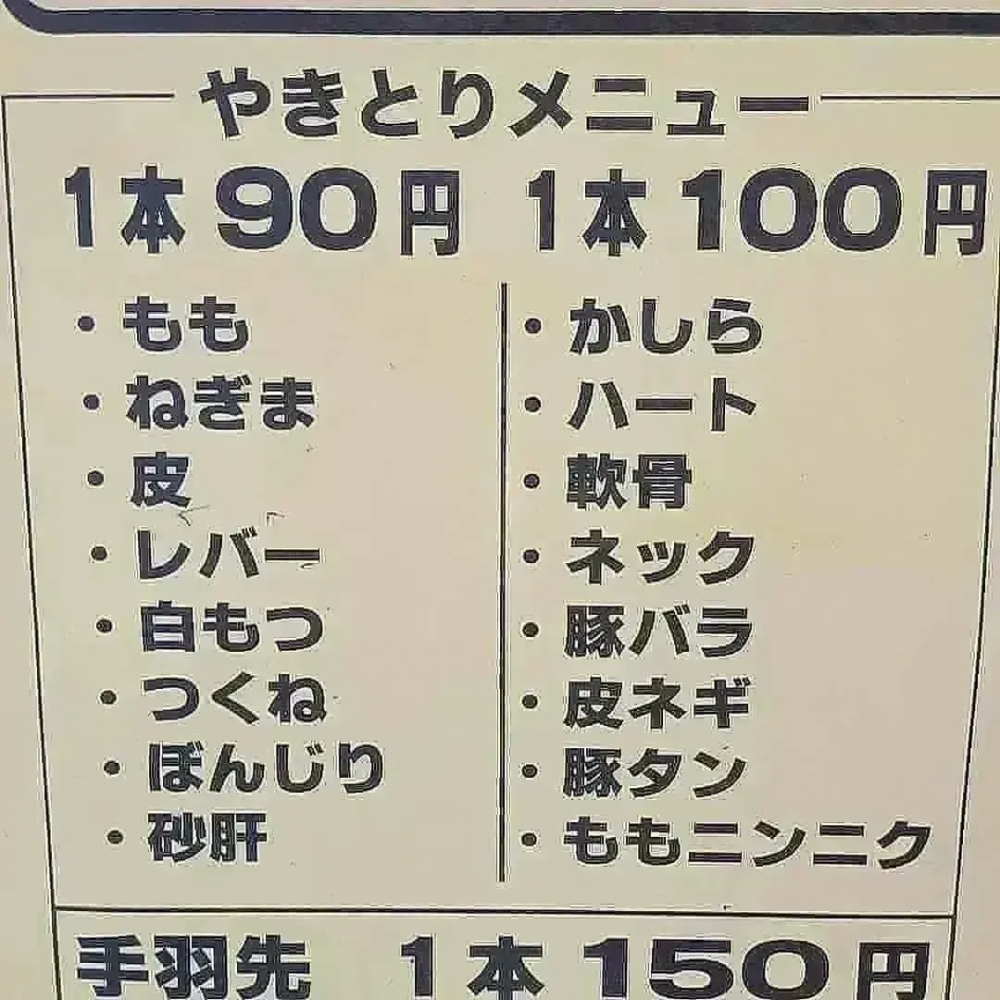 やきとりメニュー
1本90円 1本100円
・もも
・ねぎま
・皮
・レバー
・白もつ
・つくね
・ぼんじり
・砂肝
・かしら
・ハート
・軟骨
・ネック
・豚バラ
・皮ネギ
・豚タン
・ももニンニク
手羽先 1本150円